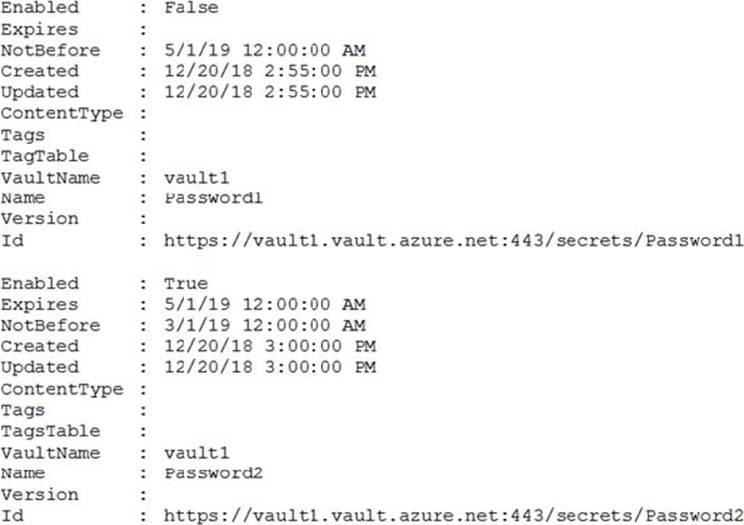 Enabled : False
Expires :
NotBefore : 5/1/19 12:00:00 AM
Created : 12/20/18 2:55:00 PM
Updated : 12/20/18 2:55:00 PM
ContentType :
Tags :
TagTable :
VaultName : vault1
Name : Password1
Version :
Id : https://vault1.vault.azure.net:443/secrets/Password1
Enabled : True
Expires : 5/1/19 12:00:00 AM
NotBefore : 3/1/19 12:00:00 AM
Created : 12/20/18 3:00:00 PM
Updated : 12/20/18 3:00:00 PM
ContentType :
Tags :
TagsTable :
VaultName : vault1
Name : Password2
Version :
Id : https://vault1.vault.azure.net:443/secrets/Password2